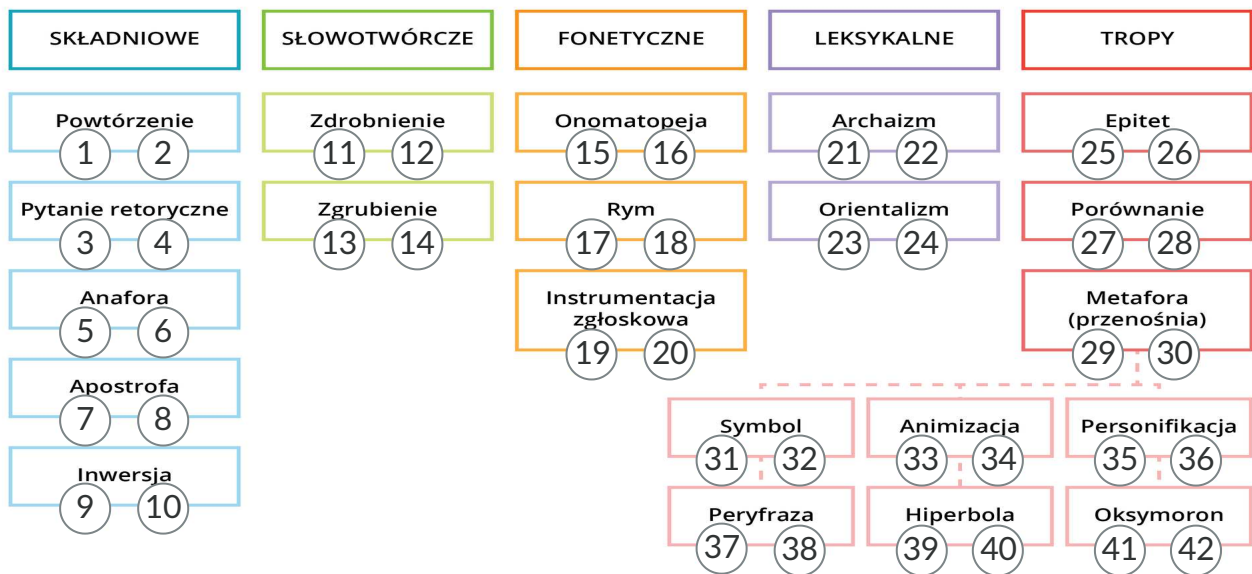 SKŁADNIOWE
Powtórzenie
1 2
Pytanie retoryczne
3 4
Anafora
5 6
Apostrofa
7 8
Inwersja
9 10
SŁOWOTWÓRCZE
Zdrobnienie
11 12
Zgrubienie
13 14
FONETYCZNE
Onomatopeja
15 16
Rym
17 18
Instrumentacja
zgłoskowa
19 20
LEKSYKALNE
Archaizm
21 22
Orientalizm
23 24
TROPY
Epitet
25 26
Porównanie
27 28
Metafora
(przenośnia)
29 30
Symbol
31 32
Animizacja
33 34
Personifikacja
35 36
Peryfraza
37 38
Hiperbola
39 40
Oksymoron
41 42